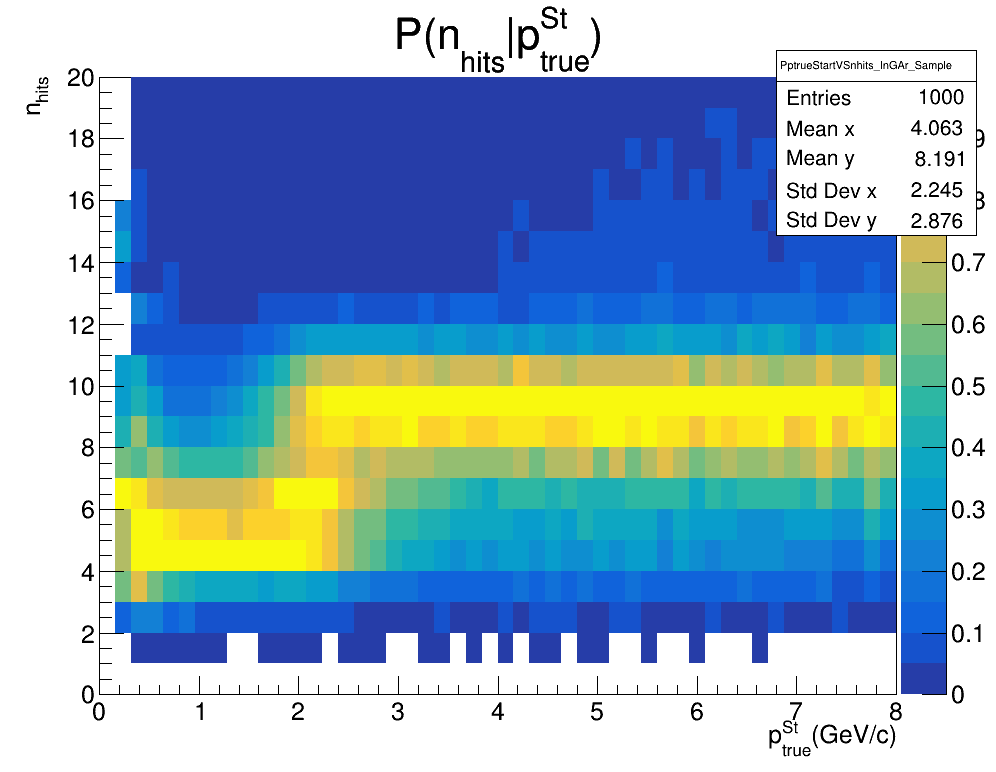 P(n_hits|p^St_true)
n_hits
PptrueStartVSnhits_InGAr_Sample
Entries 1000
Mean x 4.063
Mean y 8.191
Std Dev x 2.245
Std Dev y 2.876
20
18
16
14
12
10
8
6
4
2
0
9
8
0.7
0.6
0.5
0.4
0.3
0.2
0.1
0
0 1 2 3 4 5 6 7 8
p^St_true(GeV/c)